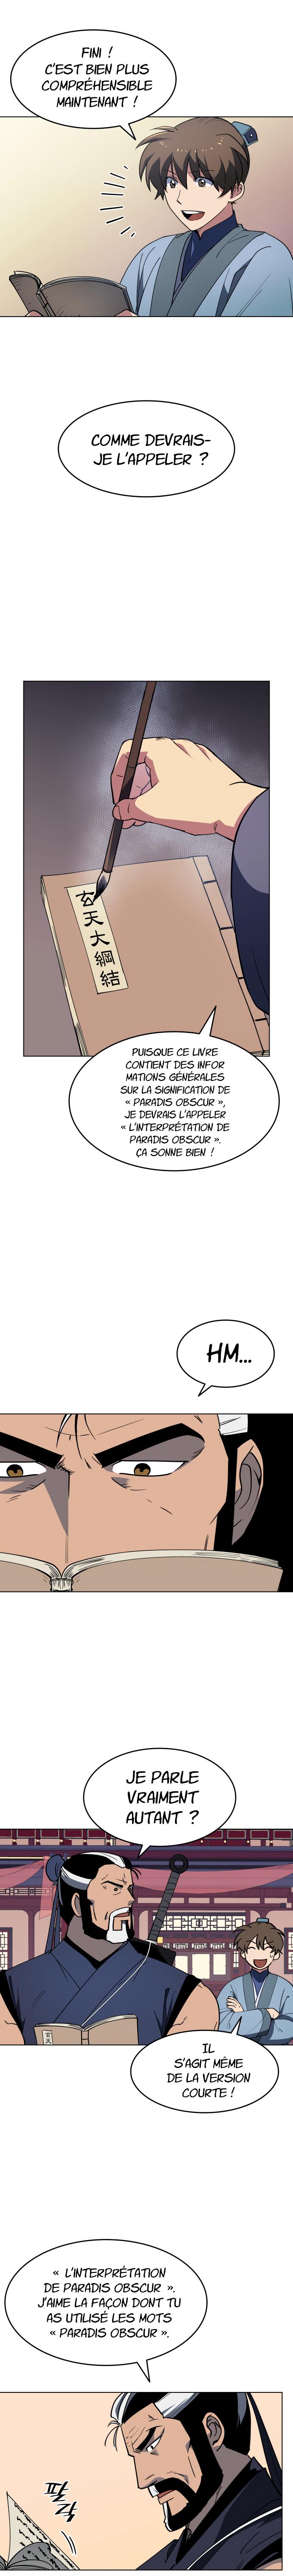 FINI !
C'EST BIEN PLUS
COMPRÉHENSIBLE
MAINTENANT !
COMME DEVRAIS-
JE L'APPELER ?
玄天大綱結
PUISQUE CE LIVRE
CONTIENT DES INFOR
MATIONS GÉNÉRALES
SUR LA SIGNIFICATION DE
« PARADIS OBSCUR »,
JE DEVRAIS L'APPELER
« L'INTERPRÉTATION DE
PARADIS OBSCUR ».
ÇA SONNE BIEN !
HM...
JE PARLE
VRAIMENT
AUTANT ?
IL
S'AGIT MÊME
DE LA VERSION
COURTE !
« L'INTERPRÉTATION
DE PARADIS OBSCUR ».
J'AIME LA FAÇON DONT TU
AS UTILISÉ LES MOTS
« PARADIS OBSCUR ».
팔락